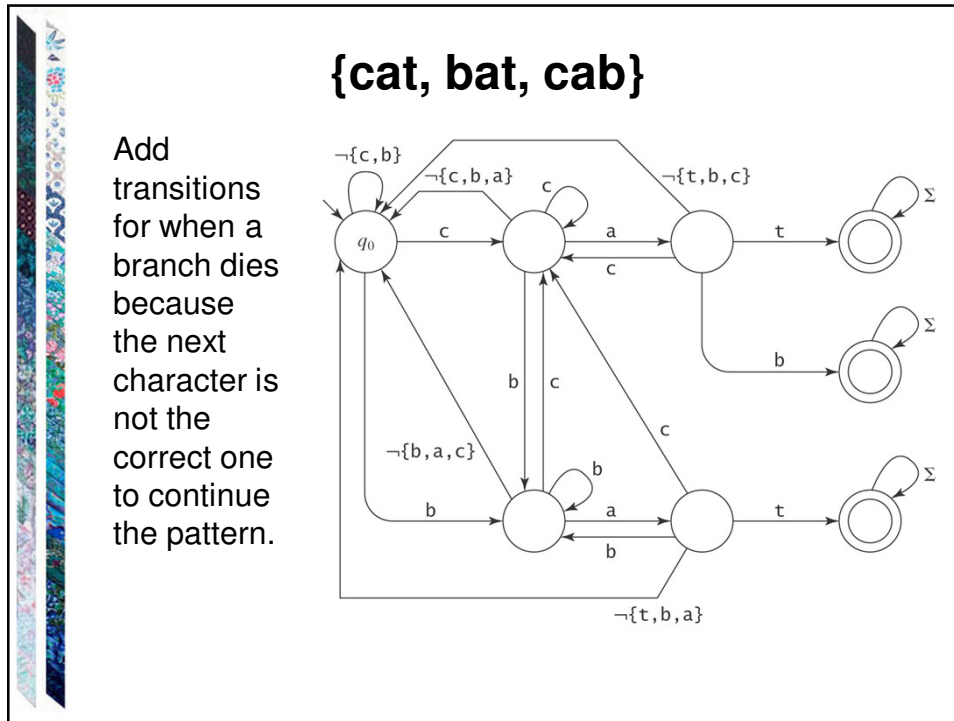 {cat, bat, cab}
Add
transitions
for when a
branch dies
because
the next
character is
not the
correct one
to continue
the pattern.
¬{c,b}
¬{c,b,a}
c
¬{t,b,c}
Σ
q₀
c
a
t
c
Σ
b
b
c
c
¬{b,a,c}
b
Σ
b
a
t
b
¬{t,b,a}